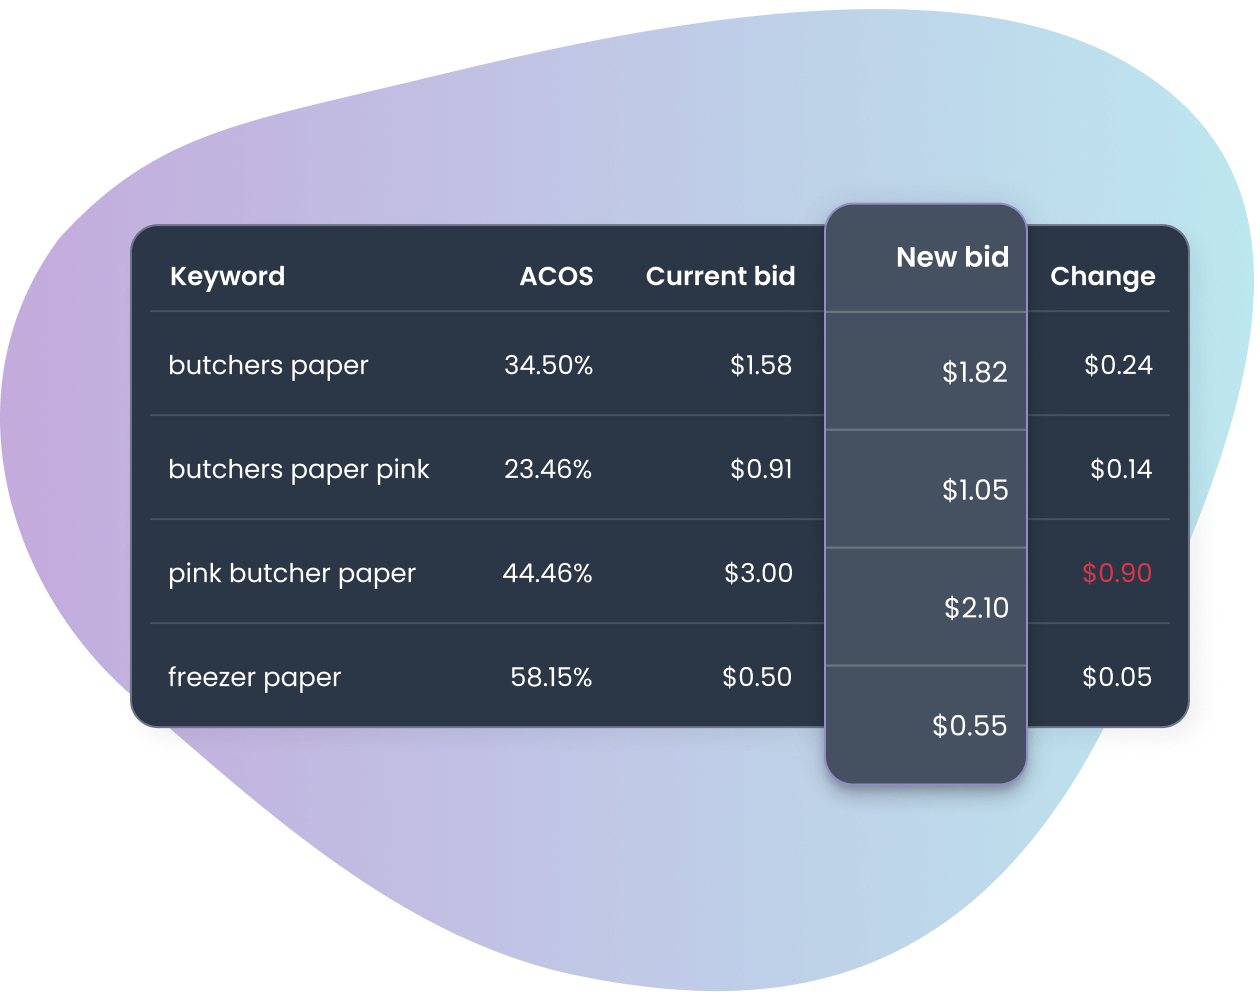 Keyword ACOS Current bid New bid Change
butchers paper 34.50% $1.58 $1.82 $0.24
butchers paper pink 23.46% $0.91 $1.05 $0.14
pink butcher paper 44.46% $3.00 $2.10 $0.90
freezer paper 58.15% $0.50 $0.55 $0.05